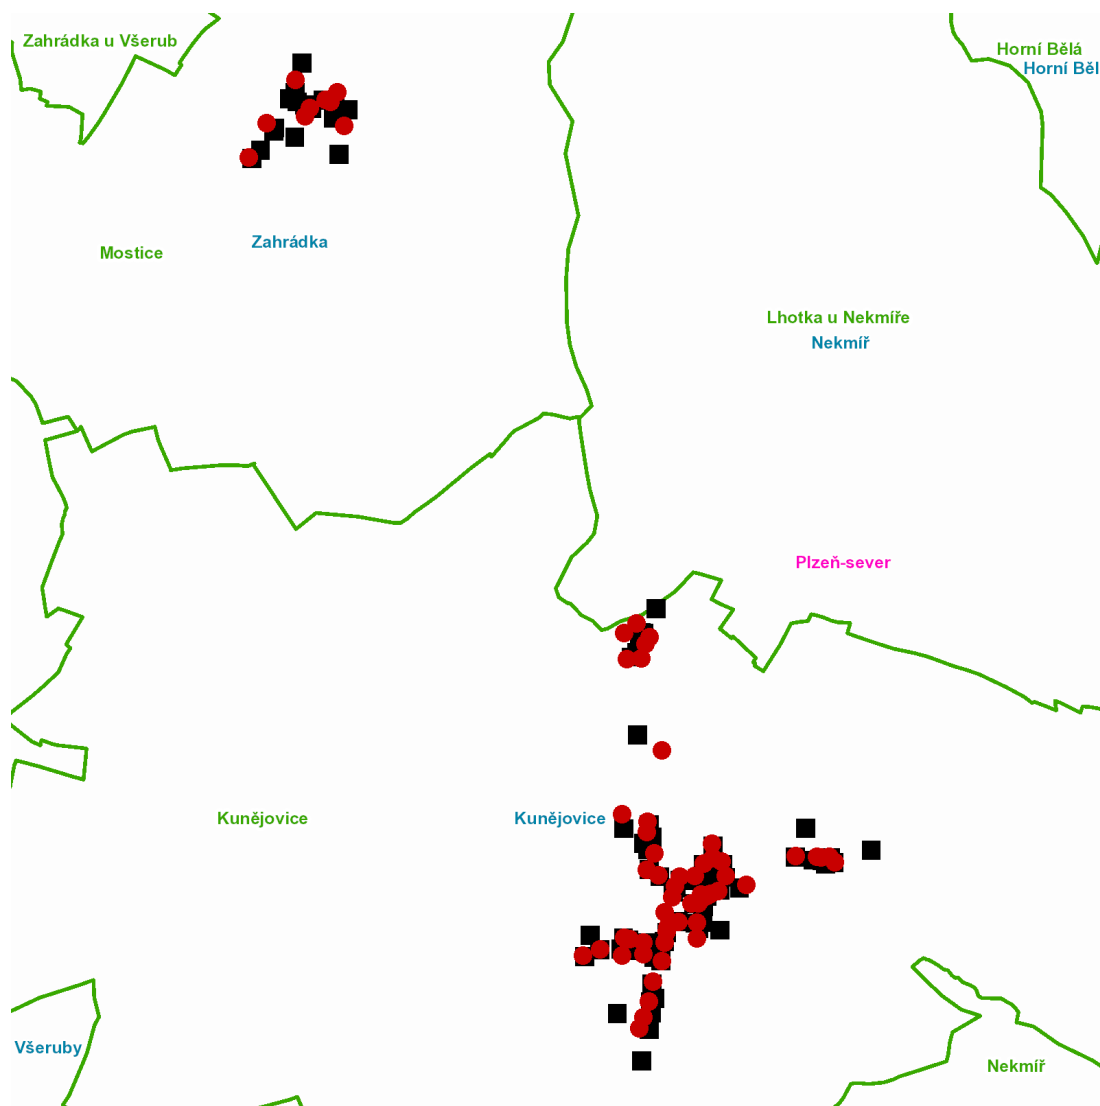 Zahrádka u Všerub
Horní Bělá
Horní Běl
Zahrádka
Mostice
Lhotka u Nekmíře
Nekmíř
Plzeň-sever
Kunějovice
Kunějovice
Všeruby
Nekmíř